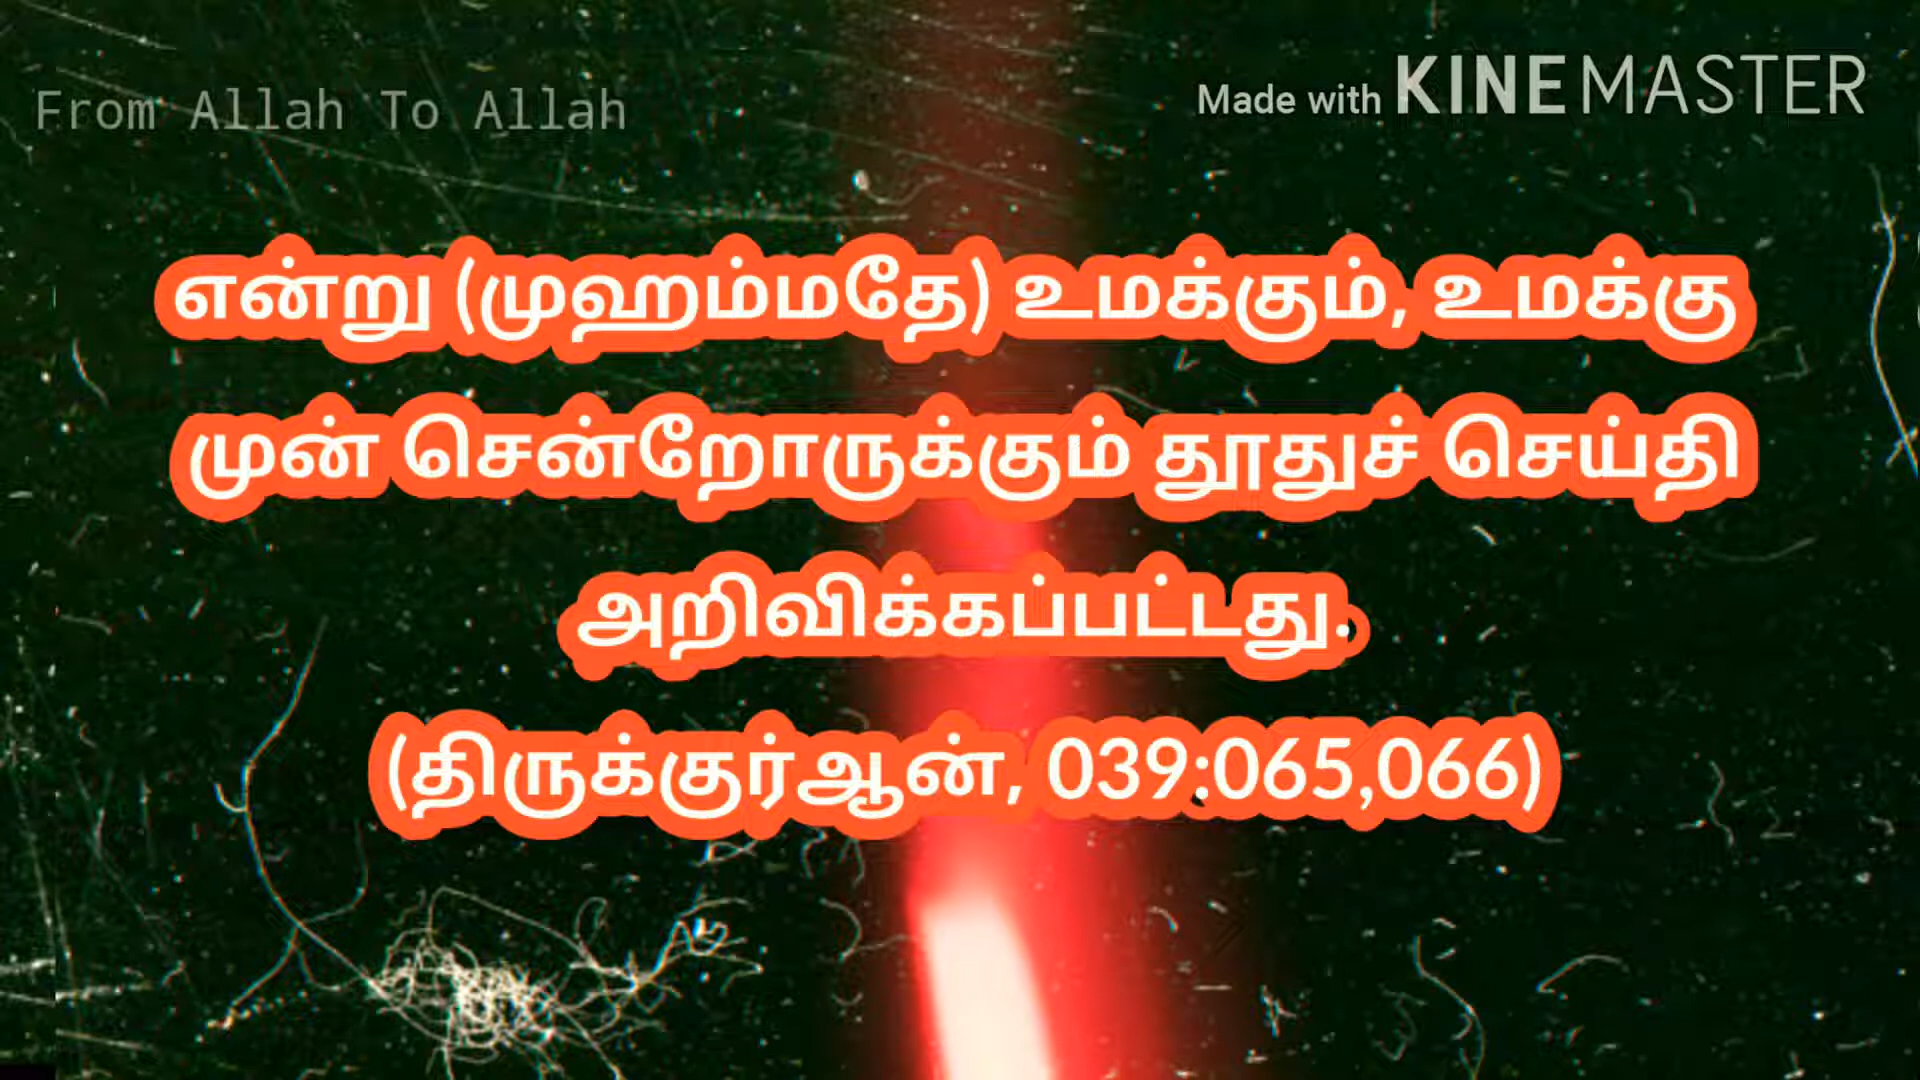 From Allah To Allah
Made with KINEMASTER
என்று (முஹம்மதே) உமக்கும், உமக்கு
முன் சென்றோருக்கும் தூதுச் செய்தி
அறிவிக்கப்பட்டது.
(திருக்குர்ஆன், 039:065,066)